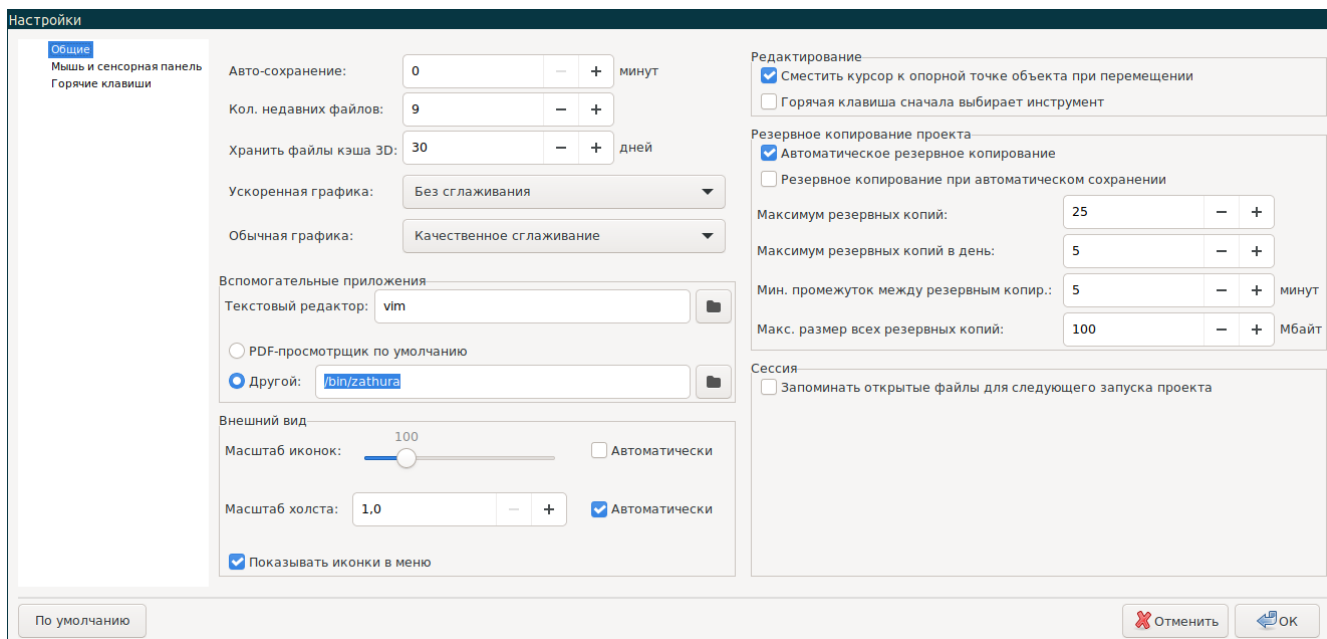 Настройки
Общие
Мышь и сенсорная панель
Горячие клавиши
Авто-сохранение: 0 минут
Кол. недавних файлов: 9
Хранить файлы кэша 3D: 30 дней
Ускоренная графика: Без сглаживания
Обычная графика: Качественное сглаживание
Вспомогательные приложения
Текстовый редактор: vim
PDF-просмотрщик по умолчанию
Другой: /bin/zathura
Внешний вид
100
Масштаб иконок: Автоматически
Масштаб холста: 1,0 Автоматически
Показывать иконки в меню
Редактирование
Сместить курсор к опорной точке объекта при перемещении
Горячая клавиша сначала выбирает инструмент
Резервное копирование проекта
Автоматическое резервное копирование
Резервное копирование при автоматическом сохранении
Максимум резервных копий: 25
Максимум резервных копий в день: 5
Мин. промежуток между резервным копир.: 5 минут
Макс. размер всех резервных копий: 100 Мбайт
Сессия
Запоминать открытые файлы для следующего запуска проекта
По умолчанию
Отменить
ОК